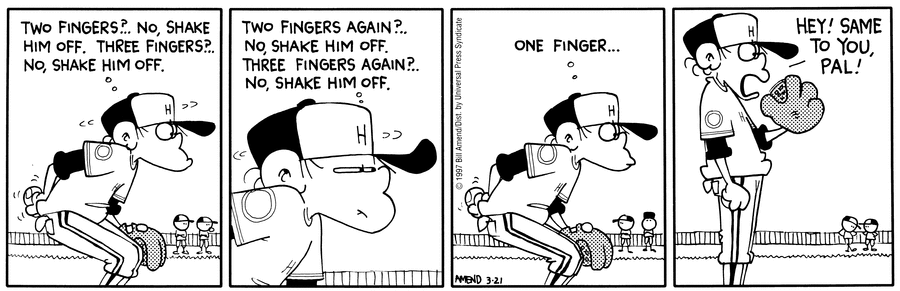 TWO FINGERS?.. NO, SHAKE
HIM OFF. THREE FINGERS?..
NO, SHAKE HIM OFF.
H
TWO FINGERS AGAIN?..
NO, SHAKE HIM OFF.
THREE FINGERS AGAIN?..
NO, SHAKE HIM OFF.
H
© 1997 Bill Amend/Dist. by Universal Press Syndicate
ONE FINGER...
AMEND 3·21
HEY! SAME
TO YOU,
PAL!
H